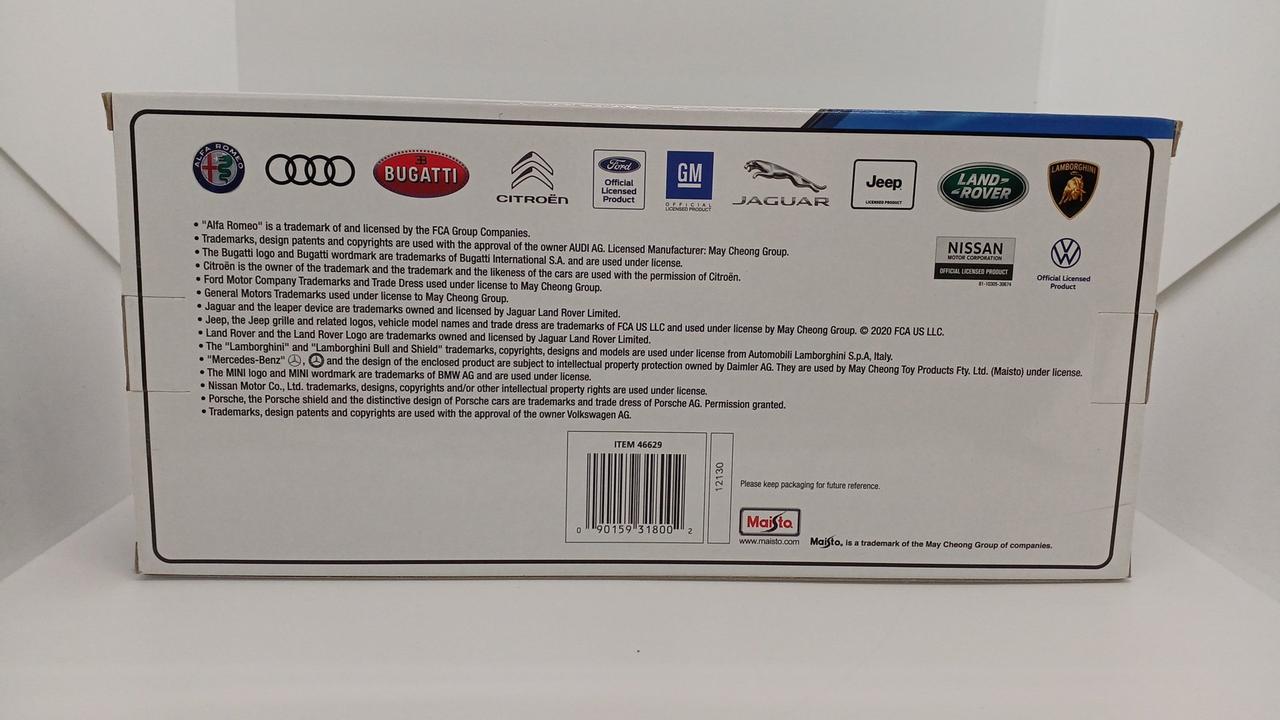 ALFA ROMEO
BUGATTI
CITROËN
Ford
Official
Licensed
Product
GM
OFFICIAL
LICENSED PRODUCT
JAGUAR
Jeep
LICENSED PRODUCT
LAND-
ROVER
LAMBORGHINI
NISSAN
MOTOR CORPORATION
OFFICIAL LICENSED PRODUCT
81-10305-30674
Official Licensed
Product
• "Alfa Romeo" is a trademark of and licensed by the FCA Group Companies.
• Trademarks, design patents and copyrights are used with the approval of the owner AUDI AG. Licensed Manufacturer: May Cheong Group.
• The Bugatti logo and Bugatti wordmark are trademarks of Bugatti International S.A. and are used under license.
• Citroën is the owner of the trademark and the trademark and the likeness of the cars are used with the permission of Citroën.
• Ford Motor Company Trademarks and Trade Dress used under license to May Cheong Group.
• General Motors Trademarks used under license to May Cheong Group.
• Jaguar and the leaper device are trademarks owned and licensed by Jaguar Land Rover Limited.
• Jeep, the Jeep grille and related logos, vehicle model names and trade dress are trademarks of FCA US LLC and used under license by May Cheong Group. © 2020 FCA US LLC.
• Land Rover and the Land Rover Logo are trademarks owned and licensed by Jaguar Land Rover Limited.
• The "Lamborghini" and "Lamborghini Bull and Shield" trademarks, copyrights, designs and models are used under license from Automobili Lamborghini S.p.A, Italy.
• "Mercedes-Benz" , and the design of the enclosed product are subject to intellectual property protection owned by Daimler AG. They are used by May Cheong Toy Products Fty. Ltd. (Maisto) under license.
• The MINI logo and MINI wordmark are trademarks of BMW AG and are used under license.
• Nissan Motor Co., Ltd. trademarks, designs, copyrights and/or other intellectual property rights are used under license.
• Porsche, the Porsche shield and the distinctive design of Porsche cars are trademarks and trade dress of Porsche AG. Permission granted.
• Trademarks, design patents and copyrights are used with the approval of the owner Volkswagen AG.
ITEM 46629
0 90159 31800 2
12130
Please keep packaging for future reference.
Maisto
www.maisto.com
Maisto® is a trademark of the May Cheong Group of companies.